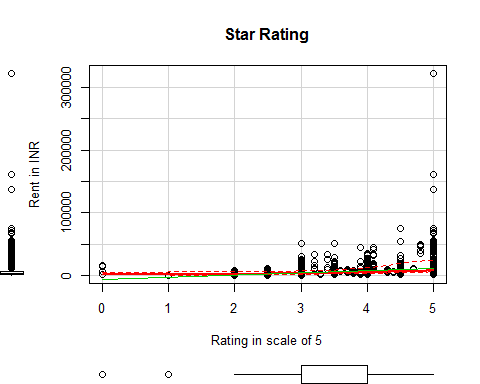 Star Rating
Rent in INR
0
100000
200000
300000
0 1 2 3 4 5
Rating in scale of 5